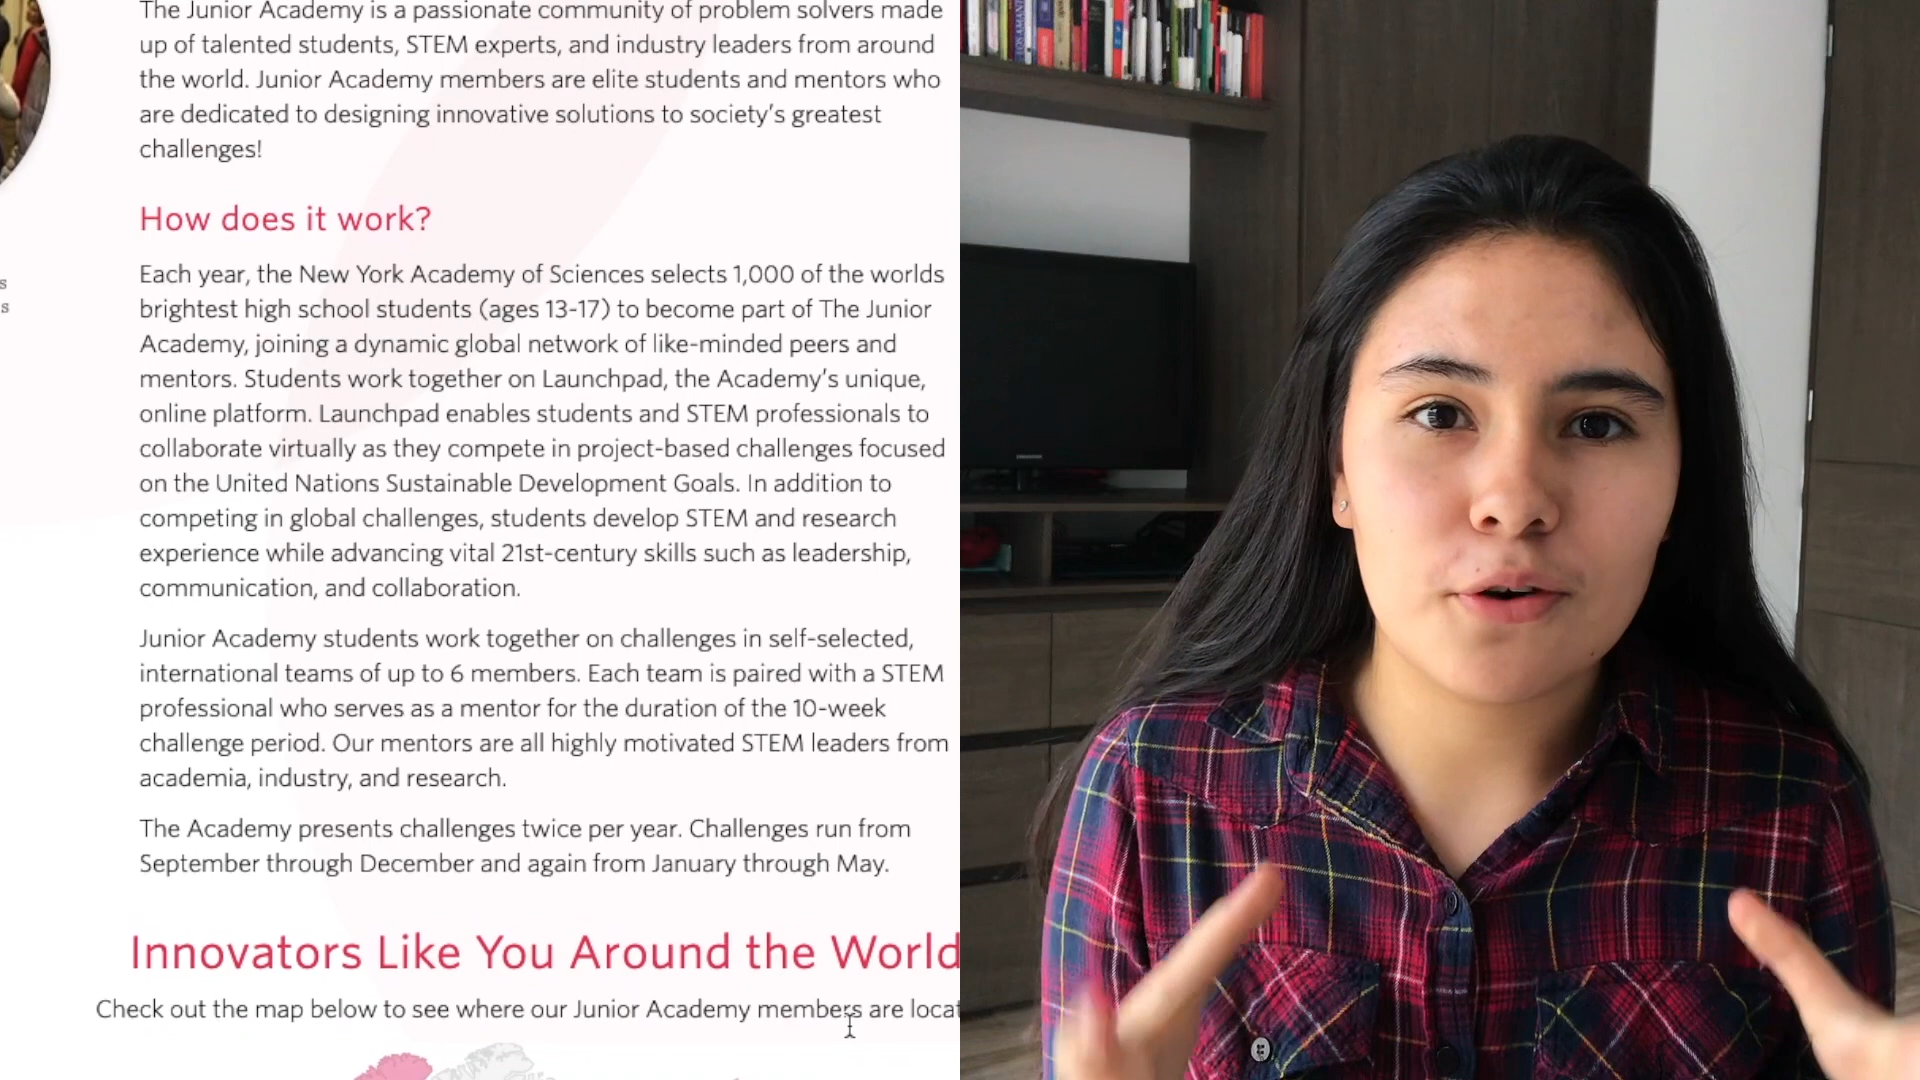 The Junior Academy is a passionate community of problem solvers made
up of talented students, STEM experts, and industry leaders from around
the world. Junior Academy members are elite students and mentors who
are dedicated to designing innovative solutions to society’s greatest
challenges!
How does it work?
Each year, the New York Academy of Sciences selects 1,000 of the worlds
brightest high school students (ages 13-17) to become part of The Junior
Academy, joining a dynamic global network of like-minded peers and
mentors. Students work together on Launchpad, the Academy’s unique,
online platform. Launchpad enables students and STEM professionals to
collaborate virtually as they compete in project-based challenges focused
on the United Nations Sustainable Development Goals. In addition to
competing in global challenges, students develop STEM and research
experience while advancing vital 21st-century skills such as leadership,
communication, and collaboration.
Junior Academy students work together on challenges in self-selected,
international teams of up to 6 members. Each team is paired with a STEM
professional who serves as a mentor for the duration of the 10-week
challenge period. Our mentors are all highly motivated STEM leaders from
academia, industry, and research.
The Academy presents challenges twice per year. Challenges run from
September through December and again from January through May.
Innovators Like You Around the World
Check out the map below to see where our Junior Academy members are locat